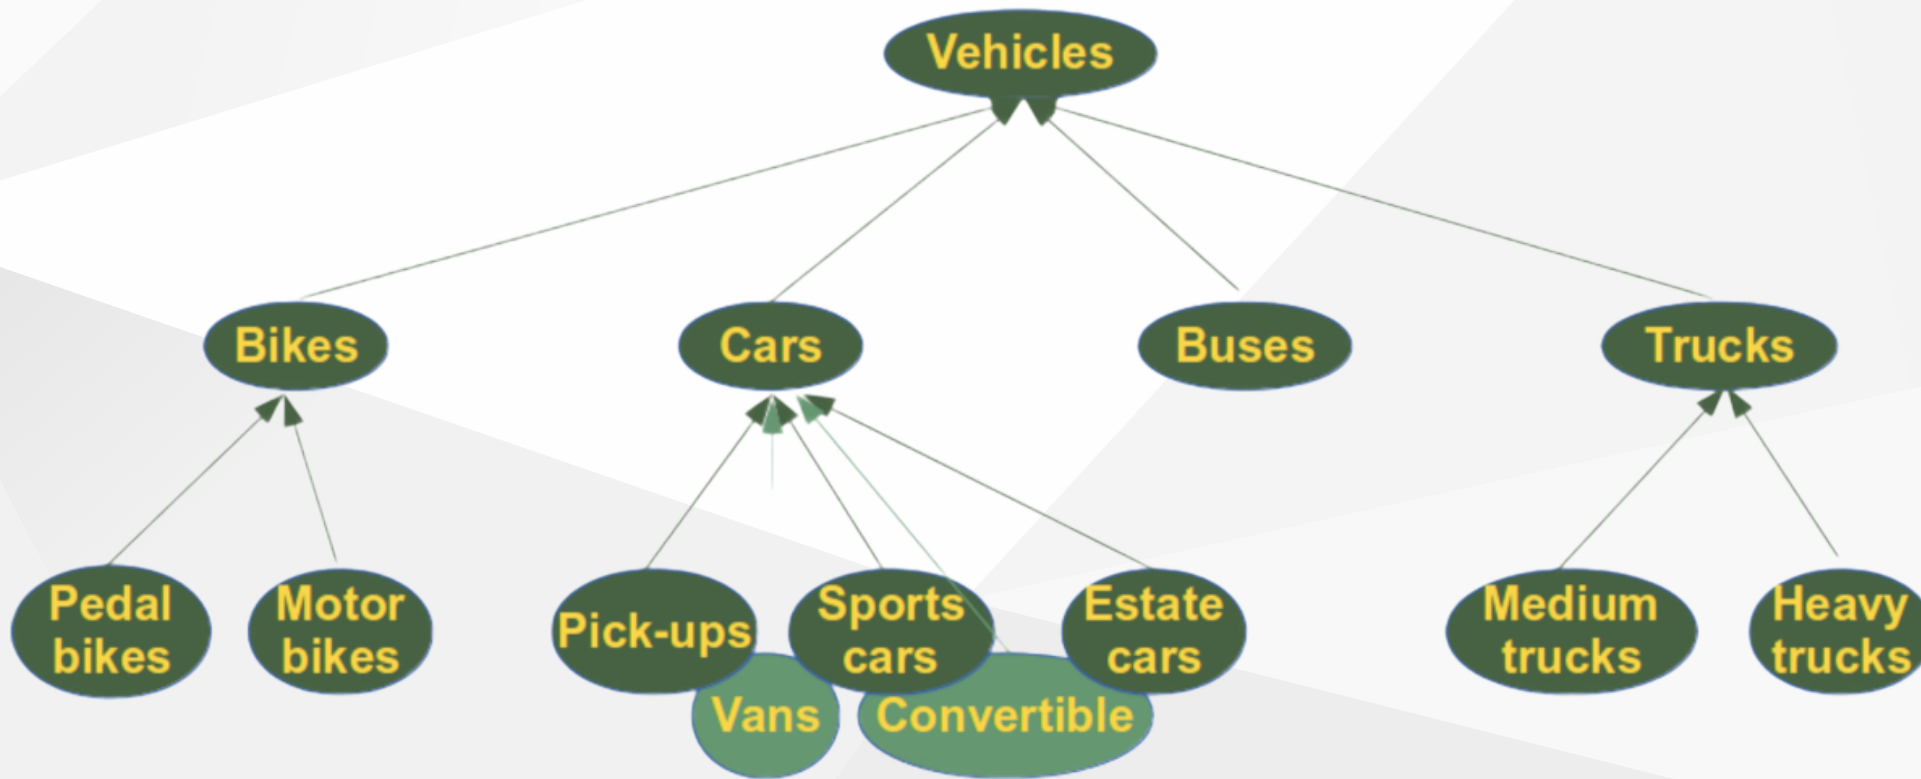 Vehicles
Bikes
Cars
Buses
Trucks
Pedal
bikes
Motor
bikes
Pick-ups
Sports
cars
Estate
cars
Medium
trucks
Heavy
trucks
Vans
Convertible